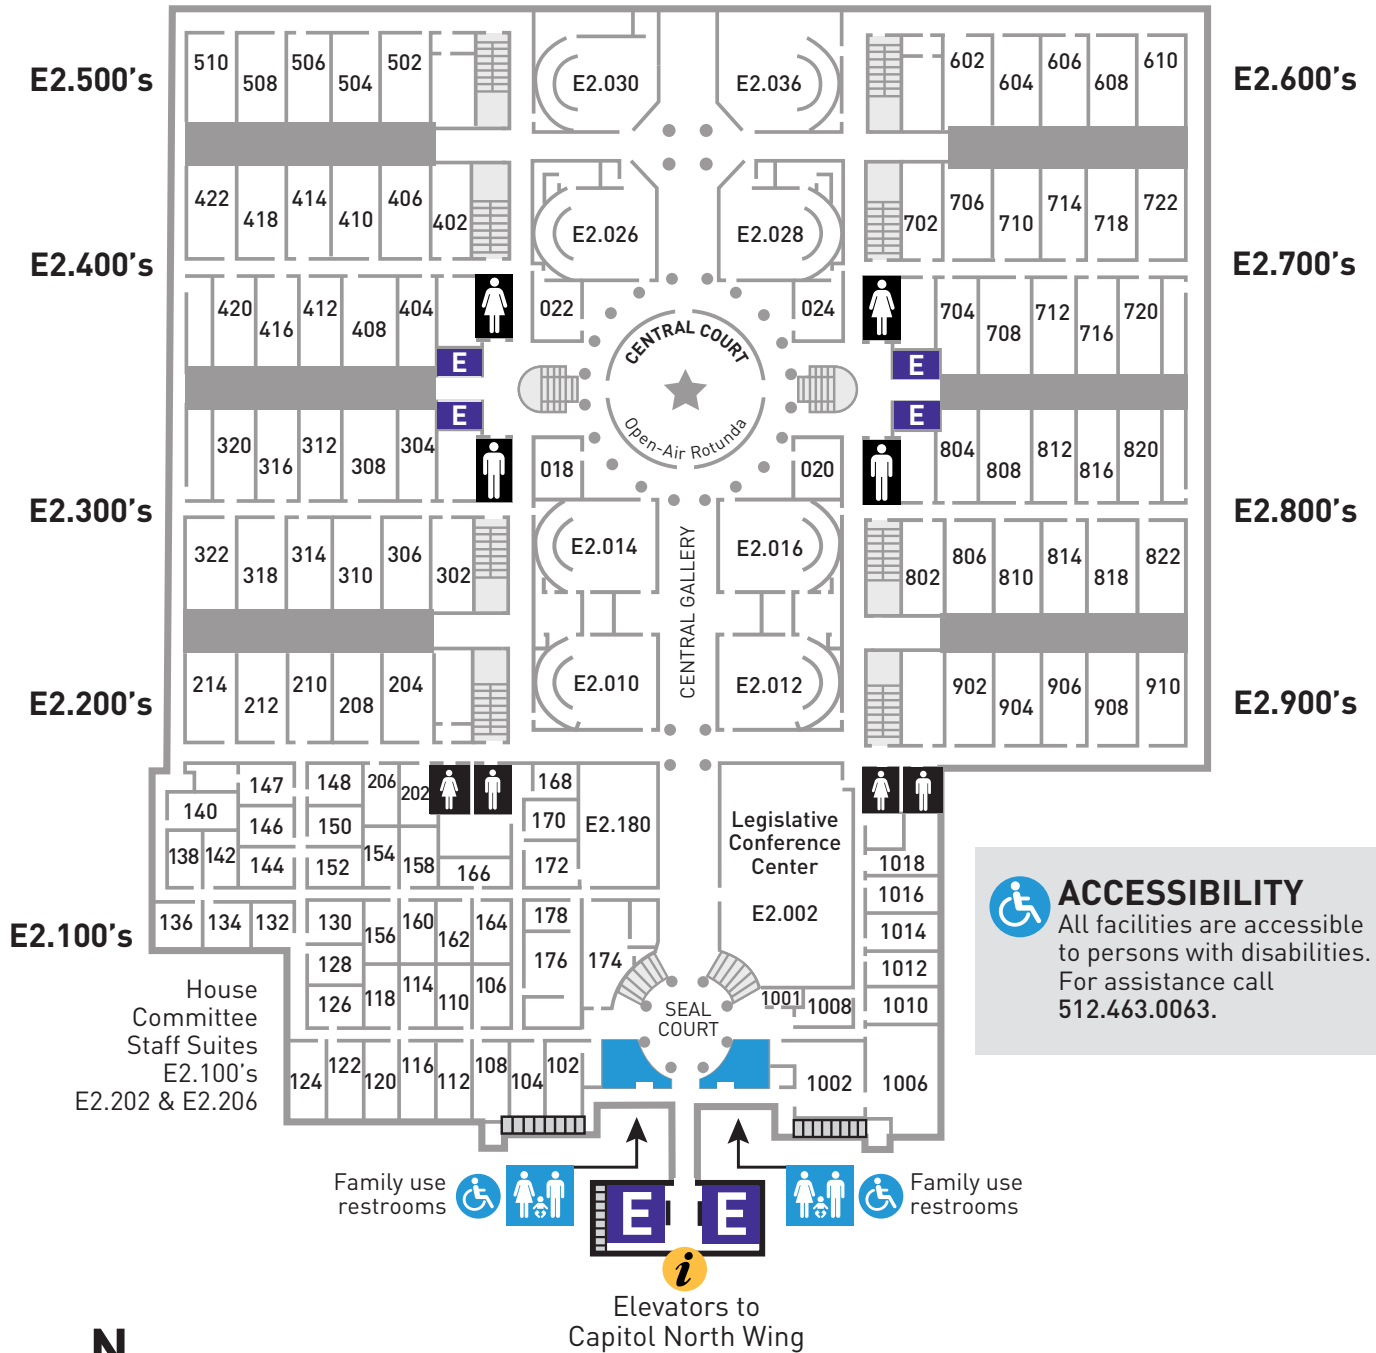 510
508
506
504
502
E2.030
E2.036
602
604
606
608
610
E2.500's
E2.600's
422
418
414
410
406
402
E2.026
E2.028
702
706
710
714
718
722
E2.400's
E2.700's
420
416
412
408
404
022
024
704
708
712
716
720
CENTRAL COURT
E
E
Open-Air Rotunda
E
E
320
316
312
308
304
018
020
804
808
812
816
820
E2.300's
E2.800's
322
318
314
310
306
302
E2.014
E2.016
802
806
810
814
818
822
CENTRAL GALLERY
214
212
210
208
204
E2.010
E2.012
902
904
906
908
910
E2.200's
E2.900's
147
148
206
202
168
140
146
150
170
E2.180
Legislative
Conference
Center
E2.002
138
142
144
152
154
158
166
172
1018
1016
136
134
132
130
156
160
162
164
178
1014
E2.100's
128
176
174
1012
126
118
114
110
106
1001
1008
1010
SEAL
COURT
House
Committee
Staff Suites
E2.100's
E2.202 & E2.206
124
122
120
116
112
108
104
102
1002
1006
ACCESSIBILITY
All facilities are accessible
to persons with disabilities.
For assistance call
512.463.0063.
Family use
restrooms
E
E
Family use
restrooms
i
Elevators to
Capitol North Wing
N